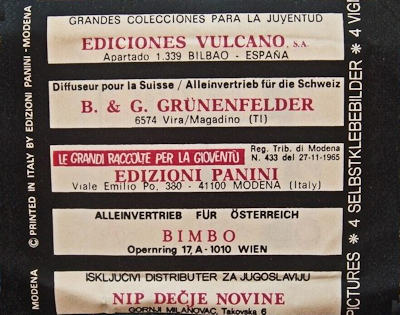 GRANDES COLECCIONES PARA LA JUVENTUD
EDICIONES VULCANO, S.A.
Apartado 1.339 BILBAO - ESPAÑA
Diffuseur pour la Suisse / Alleinvertrieb für die Schweiz
B. & G. GRÜNENFELDER
6574 Vira/Magadino (TI)
LE GRANDI RACCOLTE PER LA GIOVENTÙ
Reg. Trib. di Modena
N. 433 del 27-11-1965
EDIZIONI PANINI
Viale Emilio Po, 380 - 41100 MODENA (Italy)
ALLEINVERTRIEB FÜR ÖSTERREICH
BIMBO
Opernring 17, A-1010 WIEN
ISKLJUČIVI DISTRIBUTER ZA JUGOSLAVIJU
NIP DEČJE NOVINE
GORNJI MILANOVAC, Takovska 6
MODENA © PRINTED IN ITALY BY EDIZIONI PANINI - MODENA
PICTURES * 4 SELBSTKLEBEBILDER * 4 VIG